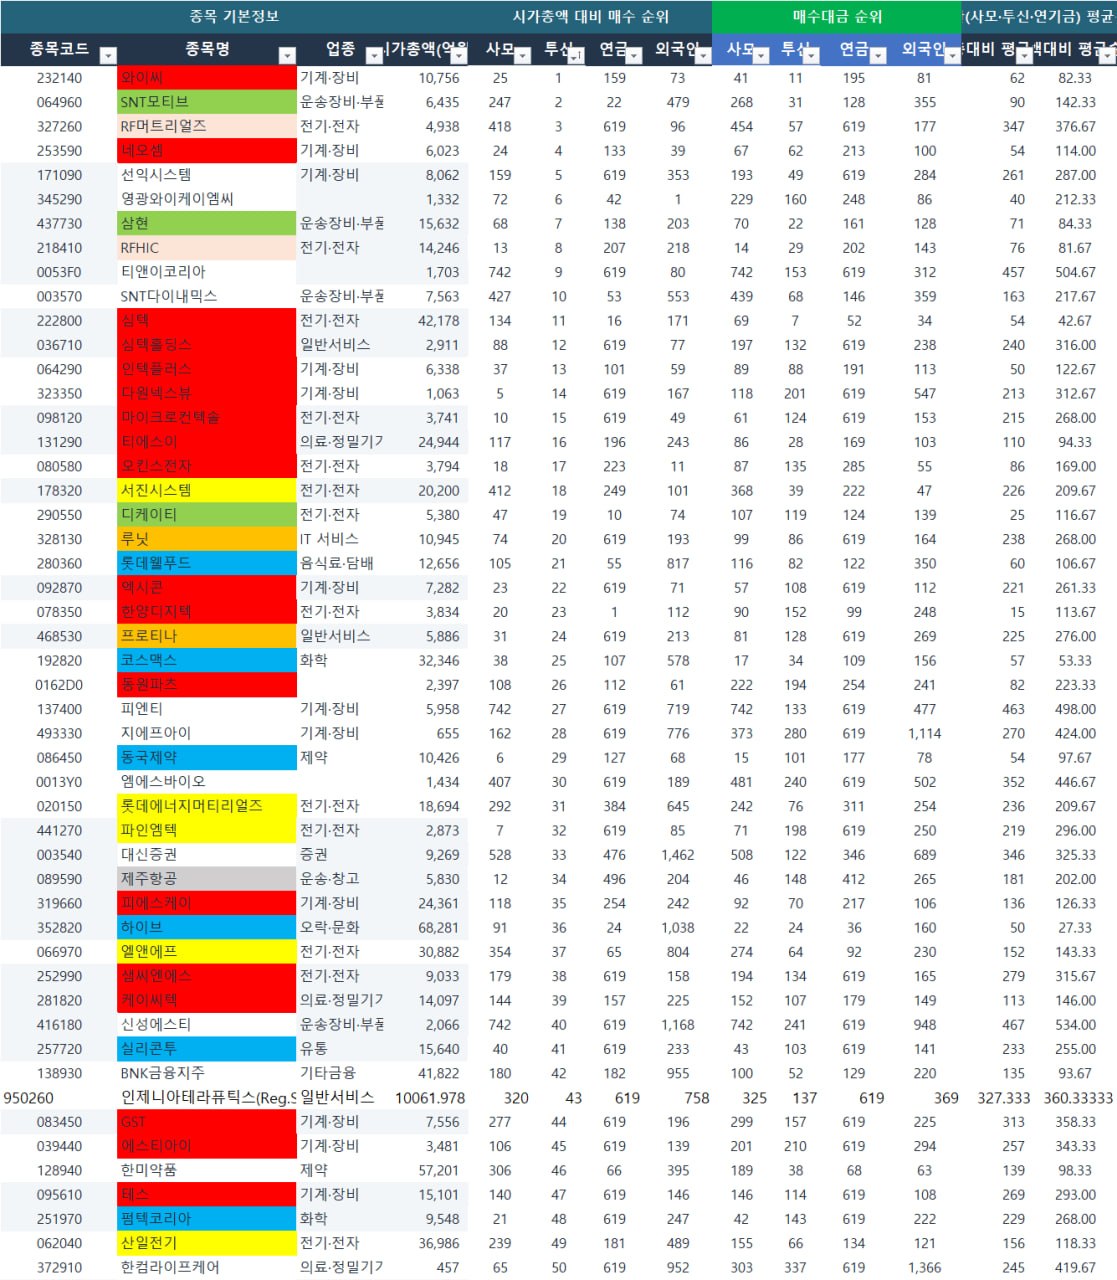 종목 기본정보 시가총액 대비 매수 순위 매수대금 순위 (사모·투신·연기금) 평균
종목코드 종목명 업종 사모 투신 연금 외국인 사모 투신 연금 외국인 대비 평균 대비 평균
232140 와이씨 기계·장비 10,756 25 1 159 73 41 11 195 81 62 82.33
064960 SNT모티브 운송장비·부품 6,435 247 2 22 479 268 31 128 355 90 142.33
327260 RF머트리얼즈 전기·전자 4,938 418 3 619 96 454 57 619 177 347 376.67
253590 네오셈 기계·장비 6,023 24 4 133 39 67 62 213 100 54 114.00
171090 선익시스템 기계·장비 8,062 159 5 619 353 193 49 619 284 261 287.00
345290 영광와이케이엠씨 1,332 72 6 42 1 229 160 248 86 40 212.33
437730 삼현 운송장비·부품 15,632 68 7 138 203 70 22 161 128 71 84.33
218410 RFHIC 전기·전자 14,246 13 8 207 218 14 29 202 143 76 81.67
0053F0 티앤이코리아 1,703 742 9 619 80 742 153 619 312 457 504.67
003570 SNT다이내믹스 운송장비·부품 7,563 427 10 53 553 439 68 146 359 163 217.67
222800 심텍 전기·전자 42,178 134 11 16 171 69 7 52 34 54 42.67
036710 심텍홀딩스 일반서비스 2,911 88 12 619 77 197 132 619 238 240 316.00
064290 인텍플러스 기계·장비 6,338 37 13 101 59 89 88 191 113 50 122.67
323350 다원넥스뷰 기계·장비 1,063 5 14 619 167 118 201 619 547 213 312.67
098120 마이크로컨텍솔 전기·전자 3,741 10 15 619 49 61 124 619 153 215 268.00
131290 티에스이 의료·정밀기기 24,944 117 16 196 243 86 28 169 103 110 94.33
080580 오킨스전자 전기·전자 3,794 18 17 223 11 87 135 285 55 86 169.00
178320 서진시스템 전기·전자 20,200 412 18 249 101 368 39 222 47 226 209.67
290550 디케이티 전기·전자 5,380 47 19 10 74 107 119 124 139 25 116.67
328130 루닛 IT 서비스 10,945 74 20 619 193 99 86 619 164 238 268.00
280360 롯데웰푸드 음식료·담배 12,656 105 21 55 817 116 82 122 350 60 106.67
092870 엑시콘 기계·장비 7,282 23 22 619 71 57 108 619 112 221 261.33
078350 한양디지텍 전기·전자 3,834 20 23 1 112 90 152 99 248 15 113.67
468530 프로티나 일반서비스 5,886 31 24 619 213 81 128 619 269 225 276.00
192820 코스맥스 화학 32,346 38 25 107 578 17 34 109 156 57 53.33
0162D0 동원파츠 2,397 108 26 112 61 222 194 254 241 82 223.33
137400 피엔티 기계·장비 5,958 742 27 619 719 742 133 619 477 463 498.00
493330 지에프아이 기계·장비 655 162 28 619 776 373 280 619 1,114 270 424.00
086450 동국제약 제약 10,426 6 29 127 68 15 101 177 78 54 97.67
0013Y0 엠에스바이오 1,434 407 30 619 189 481 240 619 502 352 446.67
020150 롯데에너지머티리얼즈 전기·전자 18,694 292 31 384 645 242 76 311 254 236 209.67
441270 파인엠텍 전기·전자 2,873 7 32 619 85 71 198 619 250 219 296.00
003540 대신증권 증권 9,269 528 33 476 1,462 508 122 346 689 346 325.33
089590 제주항공 운송·창고 5,830 12 34 496 204 46 148 412 265 181 202.00
319660 피에스케이 기계·장비 24,361 118 35 254 242 92 70 217 106 136 126.33
352820 하이브 오락·문화 68,281 91 36 24 1,038 22 24 36 160 50 27.33
066970 엘앤에프 전기·전자 30,882 354 37 65 804 274 64 92 230 152 143.33
252990 샘씨엔에스 전기·전자 9,033 179 38 619 158 194 134 619 165 279 315.67
281820 케이씨텍 의료·정밀기기 14,097 144 39 157 225 152 107 179 149 113 146.00
416180 신성에스티 운송장비·부품 2,066 742 40 619 1,168 742 241 619 948 467 534.00
257720 실리콘투 유통 15,640 40 41 619 233 43 103 619 141 233 255.00
138930 BNK금융지주 기타금융 41,822 180 42 182 955 100 52 129 220 135 93.67
950260 인제니아테라퓨틱스(Reg.S 일반서비스 10061.978 320 43 619 758 325 137 619 369 327.333 360.33333
083450 GST 기계·장비 7,556 277 44 619 196 299 157 619 225 313 358.33
039440 에스티아이 기계·장비 3,481 106 45 619 139 201 210 619 294 257 343.33
128940 한미약품 제약 57,201 306 46 66 395 189 38 68 63 139 98.33
095610 테스 기계·장비 15,101 140 47 619 146 146 114 619 108 269 293.00
251970 펌텍코리아 화학 9,548 21 48 619 247 42 143 619 222 229 268.00
062040 산일전기 전기·전자 36,986 239 49 181 489 155 66 134 121 156 118.33
372910 한컴라이프케어 의료·정밀기기 457 65 50 619 952 303 337 619 1,366 245 419.67